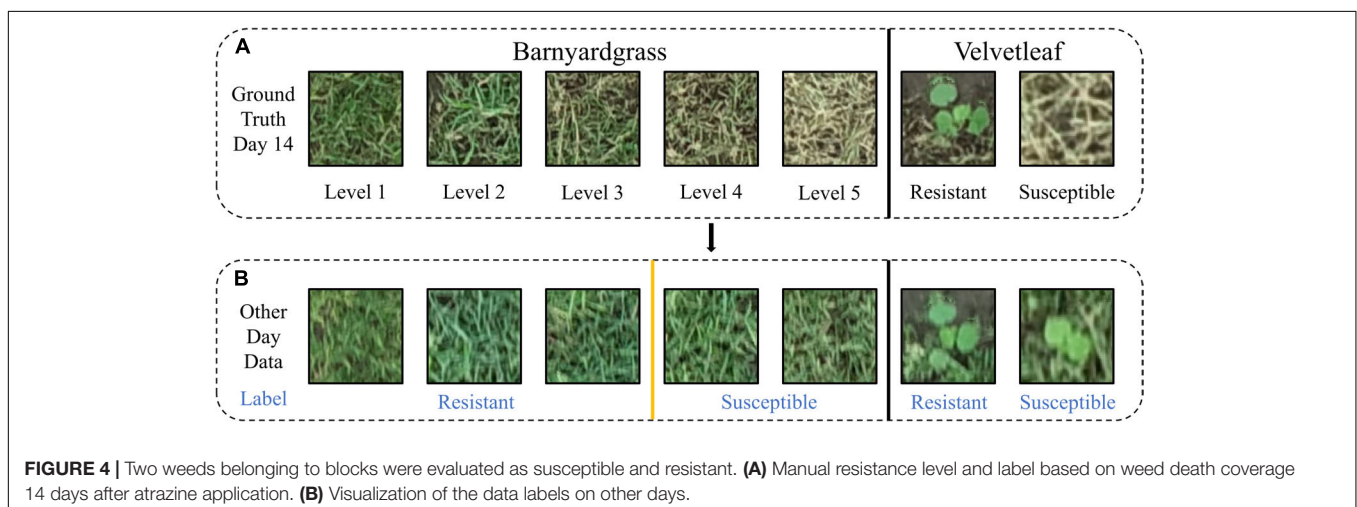 A
Barnyardgrass
Velvetleaf
Ground
Truth
Day 14
Level 1
Level 2
Level 3
Level 4
Level 5
Resistant
Susceptible
B
Other
Day
Data
Label
Resistant
Susceptible
Resistant
Susceptible
FIGURE 4 | Two weeds belonging to blocks were evaluated as susceptible and resistant. (A) Manual resistance level and label based on weed death coverage
14 days after atrazine application. (B) Visualization of the data labels on other days.